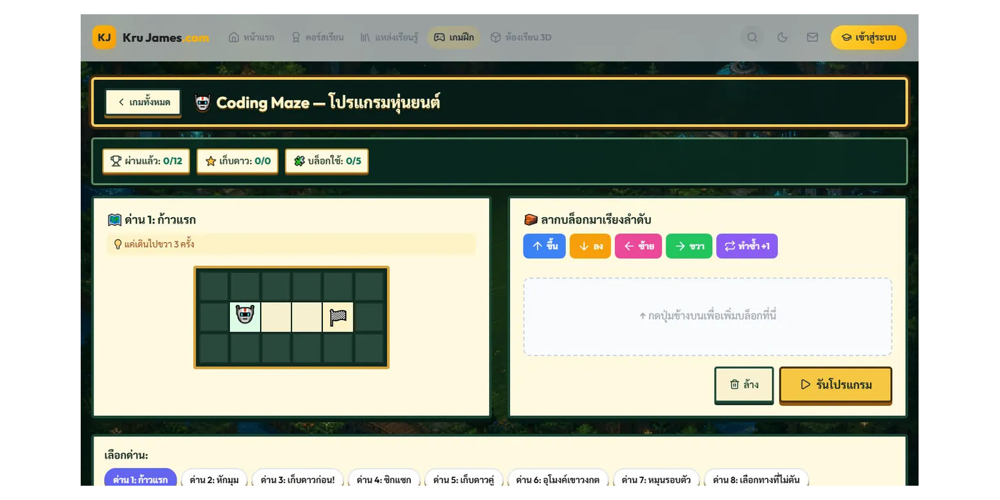 KJ Kru James.com หน้าแรก คอร์สเรียน แหล่งเรียนรู้ เกมฝึก ห้องเรียน 3D เข้าสู่ระบบ
เกมทั้งหมด Coding Maze — โปรแกรมหุ่นยนต์
ผ่านแล้ว: 0/12 เก็บดาว: 0/0 บล็อกใช้: 0/5
ด่าน 1: ก้าวแรก
แค่เดินไปขวา 3 ครั้ง
ลากบล็อกมาเรียงลำดับ
ขึ้น ลง ซ้าย ขวา ทำซ้ำ +1
↑ กดปุ่มข้างบนเพื่อเพิ่มบล็อกที่นี่
ล้าง รันโปรแกรม
เลือกด่าน:
ด่าน 1: ก้าวแรก ด่าน 2: หักมุม ด่าน 3: เก็บดาวก่อน! ด่าน 4: ซิกแซก ด่าน 5: เก็บดาวคู่ ด่าน 6: อุโมงค์เขาวงกต ด่าน 7: หมุนรอบตัว ด่าน 8: เลือกทางที่ไม่ตัน